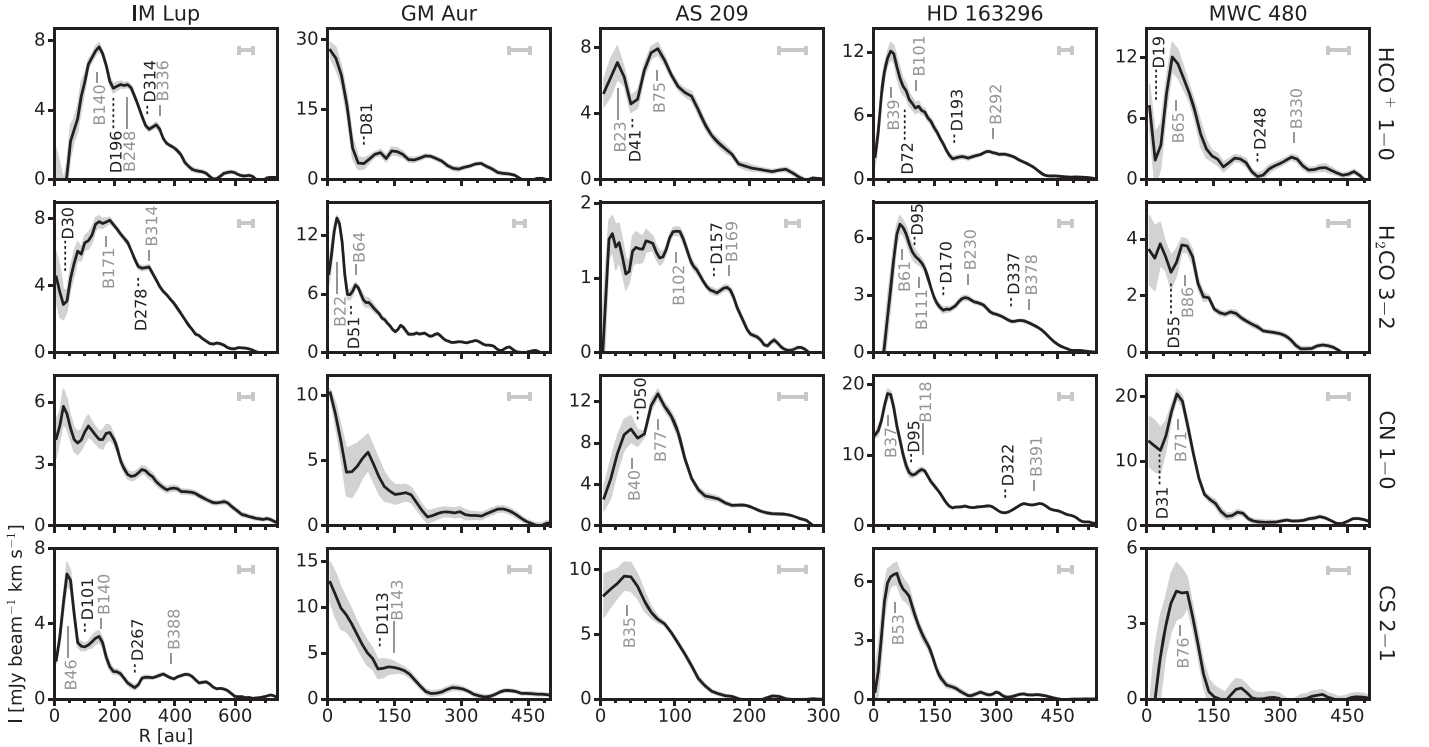 IM Lup GM Aur AS 209 HD 163296 MWC 480
8 4 0 B140 D196 B248 D314 B336
30 15 0 D81
8 4 0 B23 D41 B75
12 6 0 B39 D72 B101 D193 B292
12 6 0 D19 B65 D248 B330
HCO⁺ 1−0
8 4 0 D30 B171 D278 B314
12 6 0 B22 D51 B64
2 1 0 B102 D157 B169
6 3 0 B61 D95 B111 D170 B230 D337 B378
4 2 0 D55 B86
H₂CO 3−2
6 3 0
10 5 0
12 8 4 0 B40 D50 B77
20 10 0 B37 D95 B118 D322 B391
20 10 0 D31 B71
CN 1−0
8 4 0 B46 D101 B140 D267 B388
15 10 5 0 D113 B143
10 5 0 B35
6 3 0 B53
6 3 0 B76
CS 2−1
0 200 400 600
0 150 300 450
0 100 200 300
0 150 300 450
0 150 300 450
R [au]
I [mJy beam⁻¹ km s⁻¹]